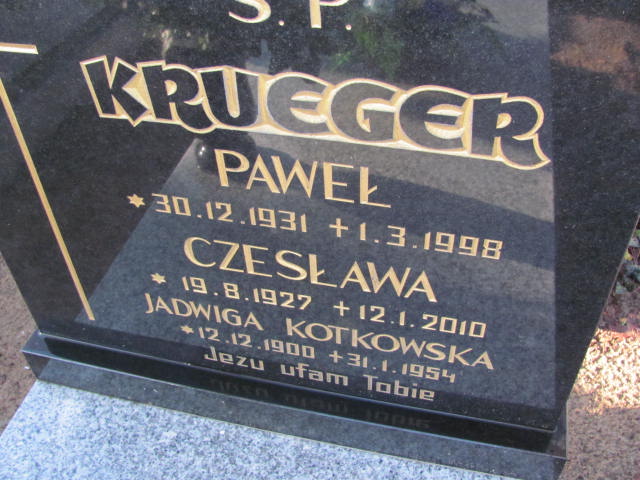 Ś.P.
KRUEGER
PAWEŁ
* 30.12.1931 + 1.3.1998
CZESŁAWA
* 19.8.1927 + 12.1.2010
JADWIGA KOTKOWSKA
* 12.12.1900 + 31.1.1954
Jezu ufam Tobie